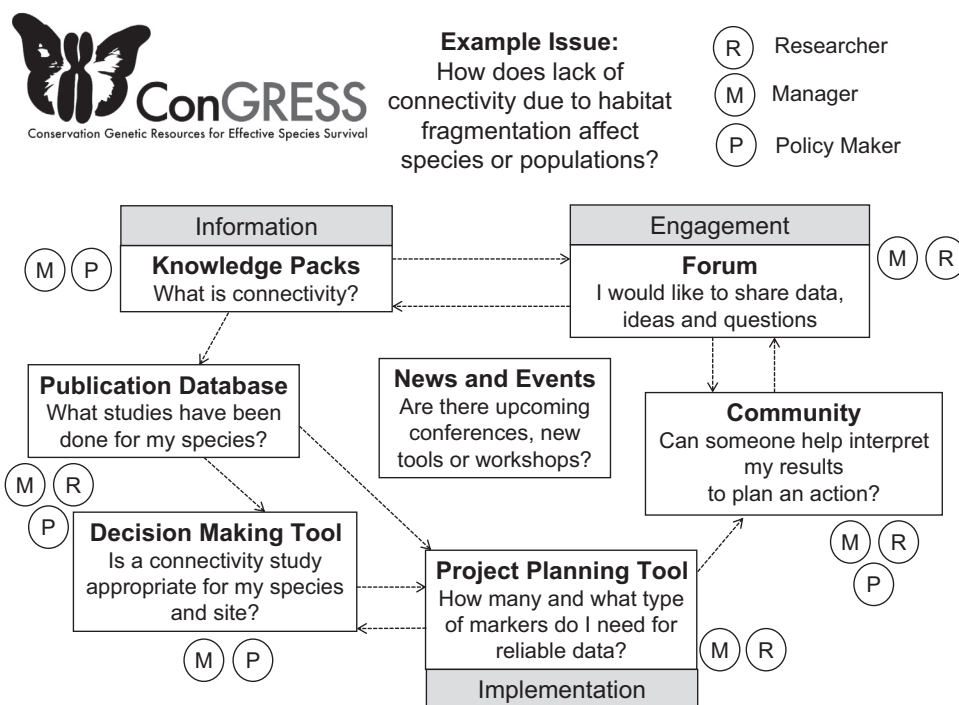 ConGRESS
Conservation Genetic Resources for Effective Species Survival
Example Issue:
How does lack of
connectivity due to habitat
fragmentation affect
species or populations?
R Researcher
M Manager
P Policy Maker
Information
Knowledge Packs
What is connectivity?
M P
Engagement
Forum
I would like to share data,
ideas and questions
M R
Publication Database
What studies have been
done for my species?
M R
P
News and Events
Are there upcoming
conferences, new
tools or workshops?
Community
Can someone help interpret
my results
to plan an action?
M R
P
Decision Making Tool
Is a connectivity study
appropriate for my species
and site?
M P
Project Planning Tool
How many and what type
of markers do I need for
reliable data?
Implementation
M R